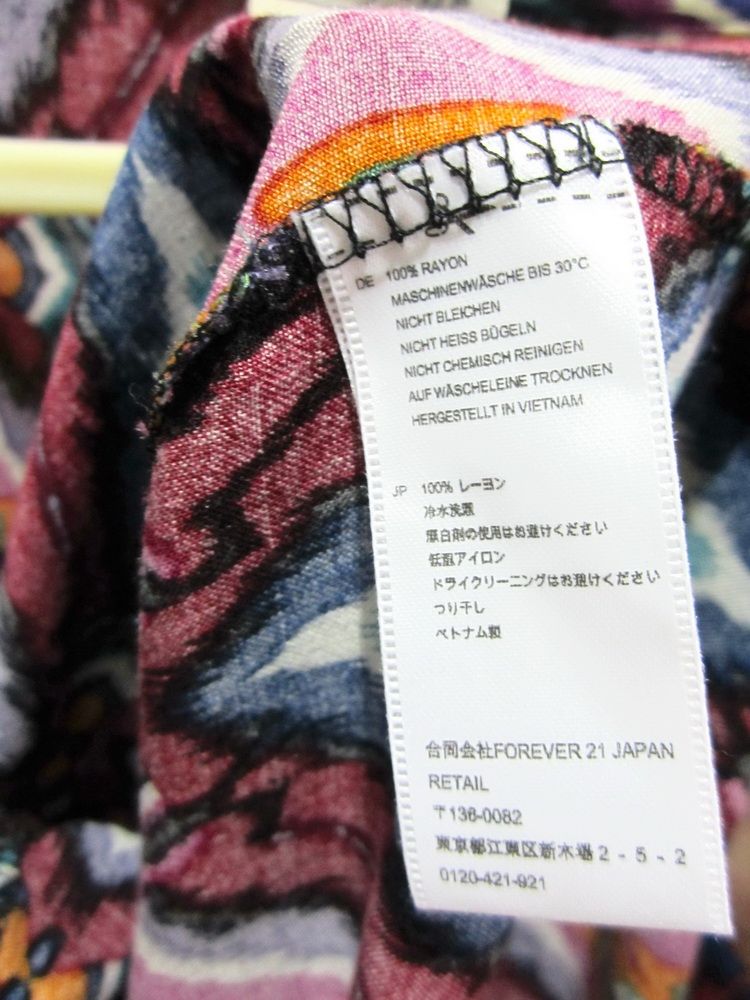 DE 100% RAYON
MASCHINENWÄSCHE BIS 30°C
NICHT BLEICHEN
NICHT HEISS BÜGELN
NICHT CHEMISCH REINIGEN
AUF WÄSCHELEINE TROCKNEN
HERGESTELLT IN VIETNAM
JP 100% レーヨン
冷水洗濯
漂白剤の使用はお避けください
低温アイロン
ドライクリーニングはお避けください
つり干し
ベトナム製
合同会社FOREVER 21 JAPAN
RETAIL
〒136-0082
東京都江東区新木場2-5-2
0120-421-921